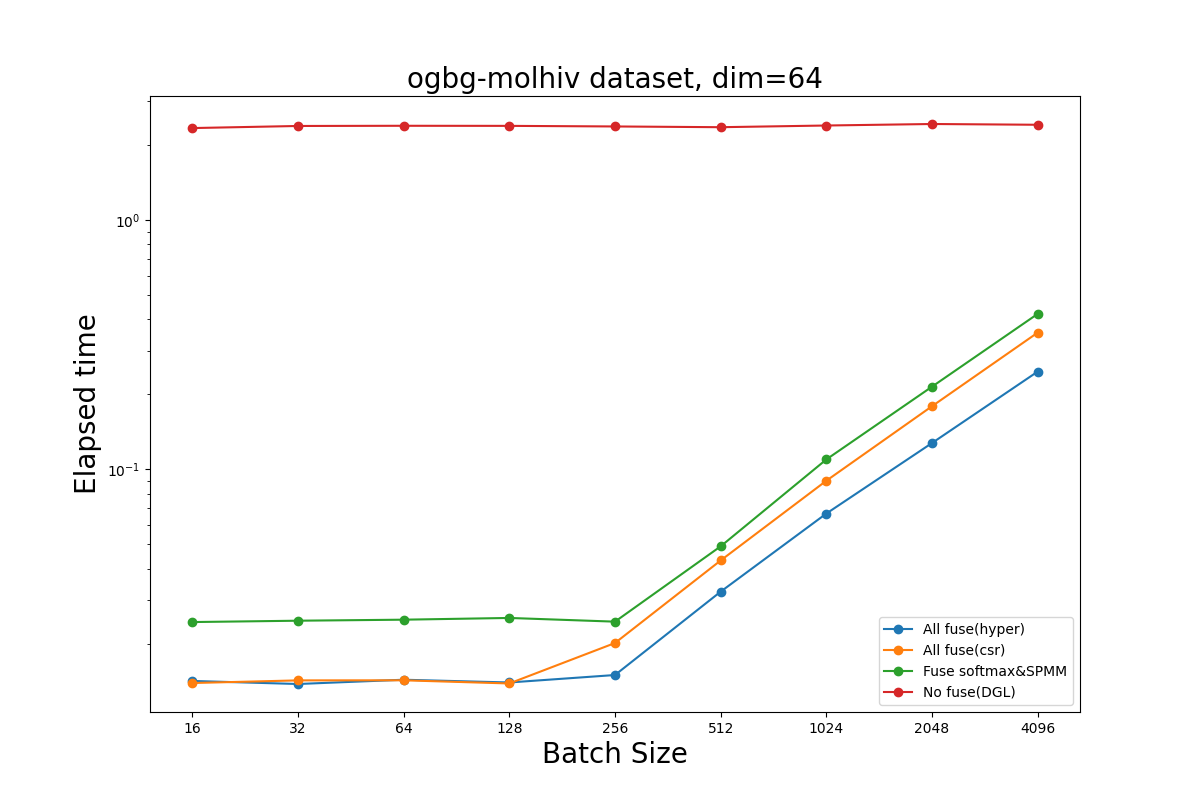 ogbg-molhiv dataset, dim=64
Elapsed time
10⁰
10⁻¹
All fuse(hyper)
All fuse(csr)
Fuse softmax&SPMM
No fuse(DGL)
16 32 64 128 256 512 1024 2048 4096
Batch Size